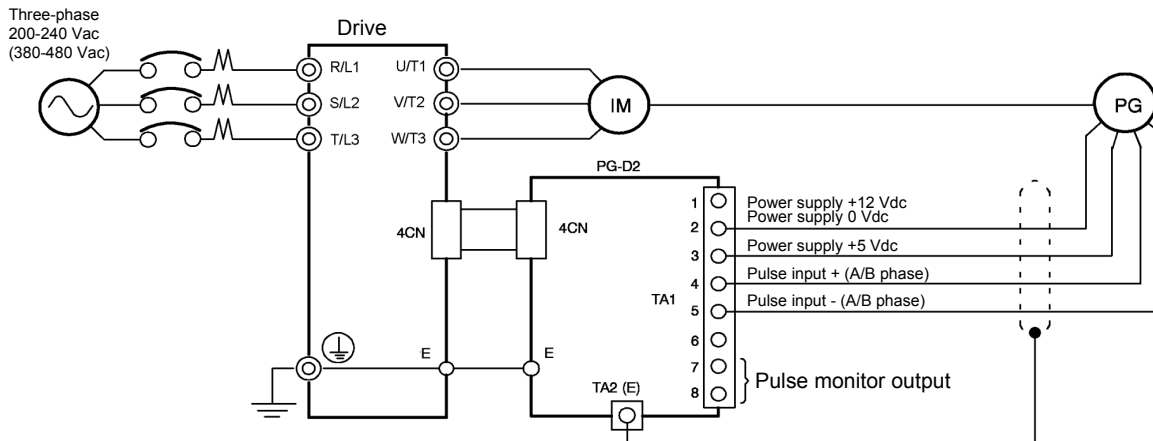 Three-phase
200-240 Vac
(380-480 Vac)
Drive
R/L1
U/T1
S/L2
V/T2
T/L3
W/T3
IM
PG
PG-D2
4CN
4CN
1
Power supply +12 Vdc
2
Power supply 0 Vdc
3
Power supply +5 Vdc
4
Pulse input + (A/B phase)
TA1
5
Pulse input - (A/B phase)
6
7
8
Pulse monitor output
E
E
TA2 (E)